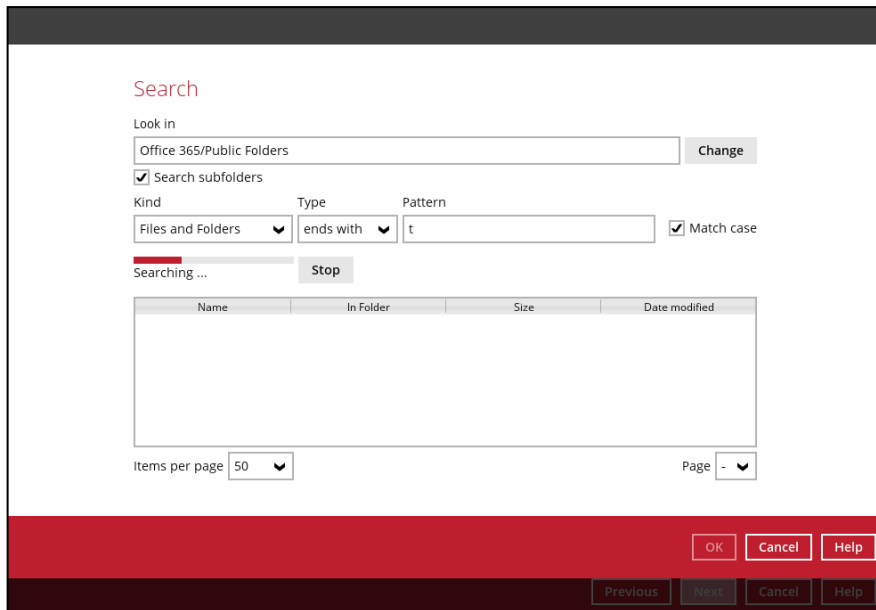 Search
Look in
Office 365/Public Folders Change
Search subfolders
Kind Type Pattern
Files and Folders ends with t Match case
Searching ... Stop
Name In Folder Size Date modified
Items per page 50 Page -
OK Cancel Help
Previous Next Cancel Help